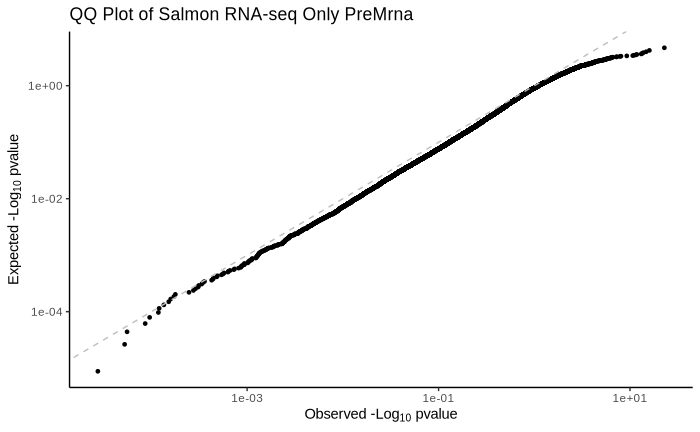 QQ Plot of Salmon RNA-seq Only PreMrna
Expected -Log10 pvalue
1e+00
1e-02
1e-04
1e-03
1e-01
1e+01
Observed -Log10 pvalue